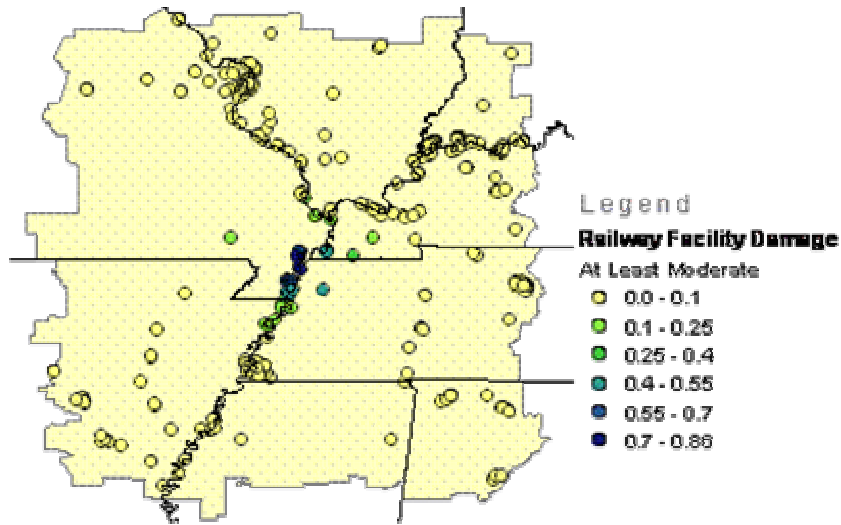 Legend
Railway Facility Damage
At Least Moderate
0.0 - 0.1
0.1 - 0.25
0.25 - 0.4
0.4 - 0.55
0.55 - 0.7
0.7 - 0.86